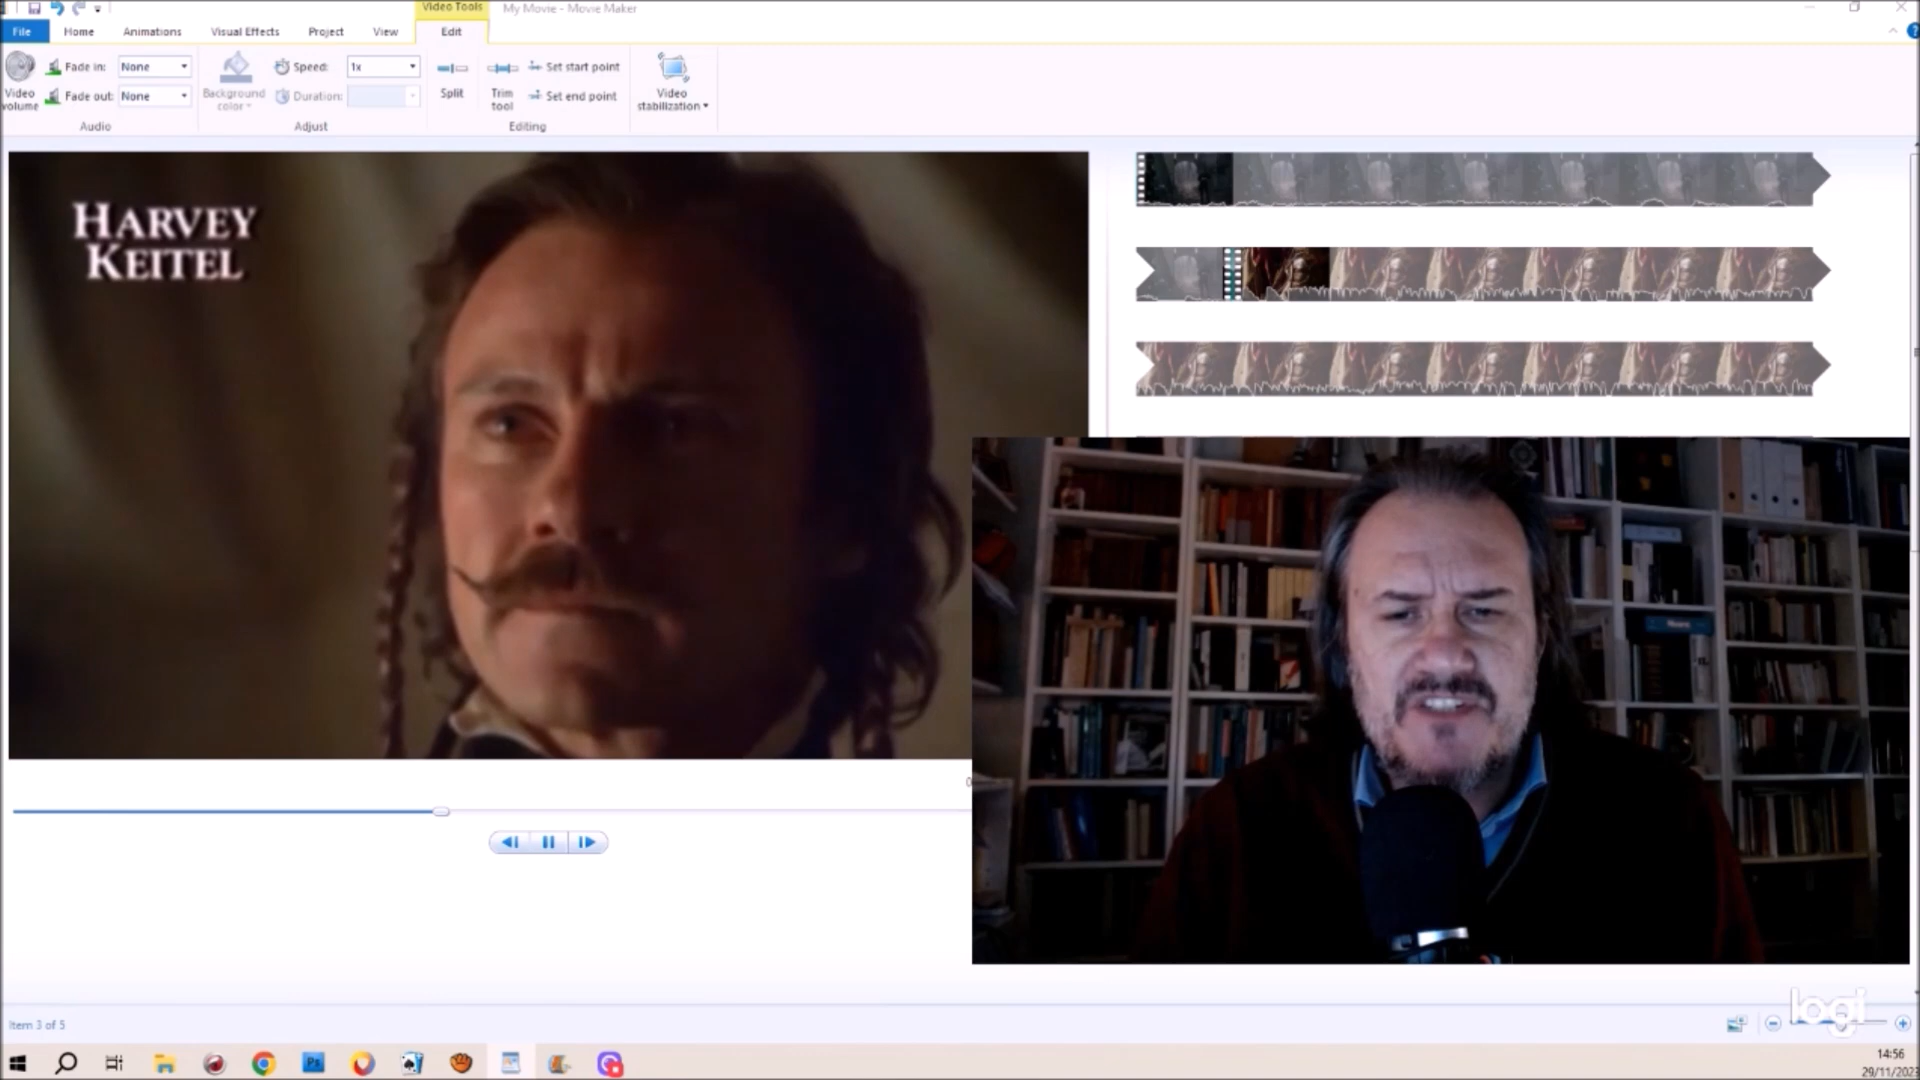 Video Tools
My Movie - Movie Maker
File
Home
Animations
Visual Effects
Project
View
Edit
Video
volume
Fade in:
None
Fade out:
None
Audio
Background
color
Speed:
1x
Duration:
Adjust
Split
Trim
tool
Set start point
Set end point
Editing
Video
stabilization
HARVEY
KEITEL
Item 3 of 5
logi
Ps
14:56